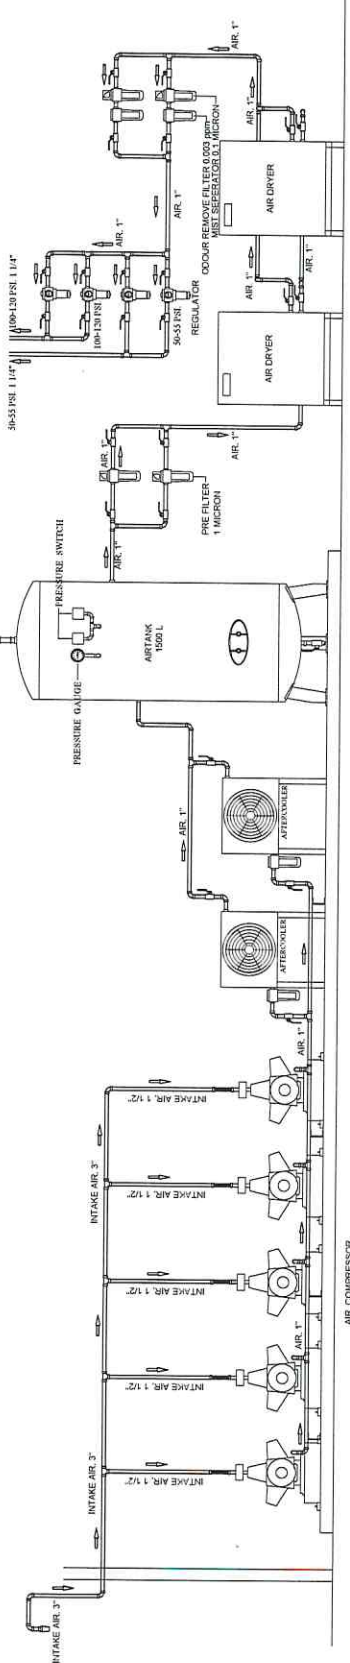 INTAKE AIR. 3"
INTAKE AIR. 3"
INTAKE AIR. 3"
INTAKE AIR. 1 1/2"
INTAKE AIR. 1 1/2"
INTAKE AIR. 1 1/2"
INTAKE AIR. 1 1/2"
INTAKE AIR. 1 1/2"
AIR. 1"
AIR. 1"
AIR COMPRESSOR
AFTERCOOLER
AFTERCOOLER
AIR. 1"
PRESSURE GAUGE
PRESSURE SWITCH
AIRTANK
1500 L
AIR. 1"
AIR. 1"
PRE FILTER
1 MICRON
AIR. 1"
AIR DRYER
AIR DRYER
AIR. 1"
AIR. 1"
AIR. 1"
AIR. 1"
ODOUR REMOVE FILTER 0.003 ppm
MIST SEPERATOR 0.1 MICRON
AIR. 1"
AIR. 1"
50-55 PSI.
REGULATOR
100-120 PSI.
50-55 PSI. 1 1/4"
100-120 PSI. 1 1/4"